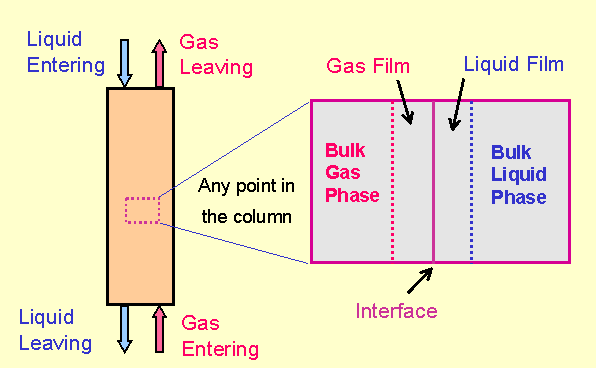 Liquid
Entering
Gas
Leaving
Gas Film
Liquid Film
Bulk
Gas
Phase
Bulk
Liquid
Phase
Any point in
the column
Interface
Liquid
Leaving
Gas
Entering